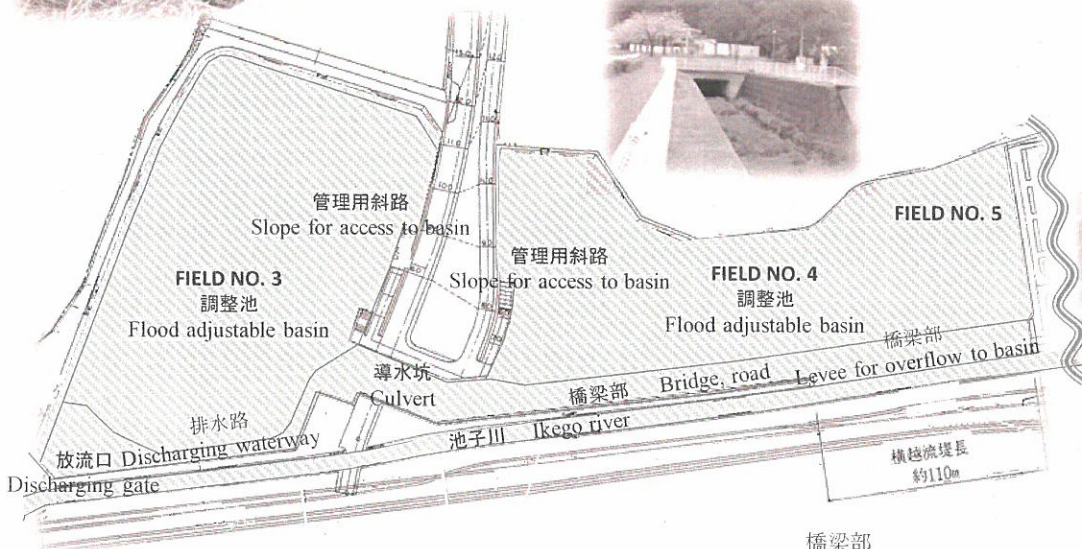 管理用斜路
Slope for access to basin
FIELD NO. 5
管理用斜路
Slope for access to basin
FIELD NO. 3
調整池
Flood adjustable basin
FIELD NO. 4
調整池
Flood adjustable basin
導水坑
Culvert
橋梁部
Bridge, road
橋梁部
Levee for overflow to basin
排水路
Discharging waterway
放流口
Discharging gate
池子川 Ikego river
横越流堤長
約110m
橋梁部